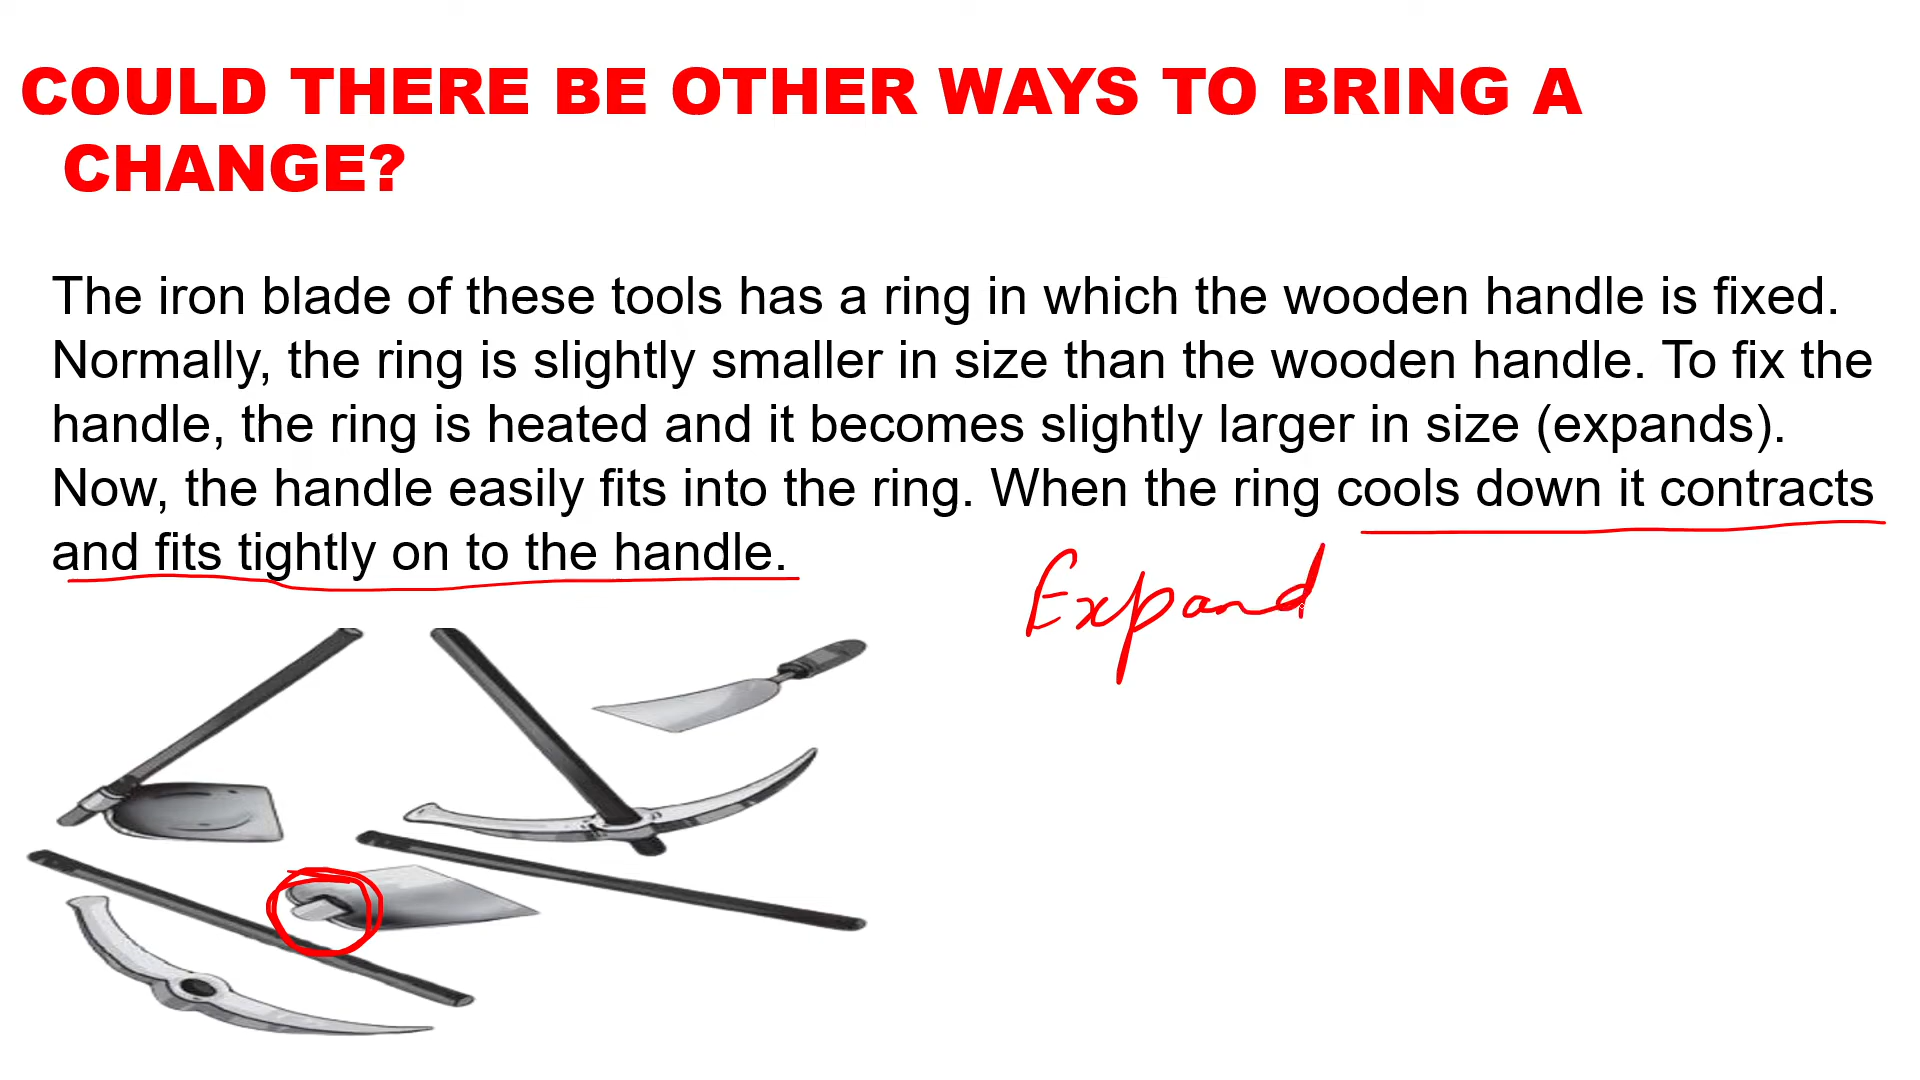 COULD THERE BE OTHER WAYS TO BRING A
CHANGE?
The iron blade of these tools has a ring in which the wooden handle is fixed.
Normally, the ring is slightly smaller in size than the wooden handle. To fix the
handle, the ring is heated and it becomes slightly larger in size (expands).
Now, the handle easily fits into the ring. When the ring cools down it contracts
and fits tightly on to the handle.
Expand